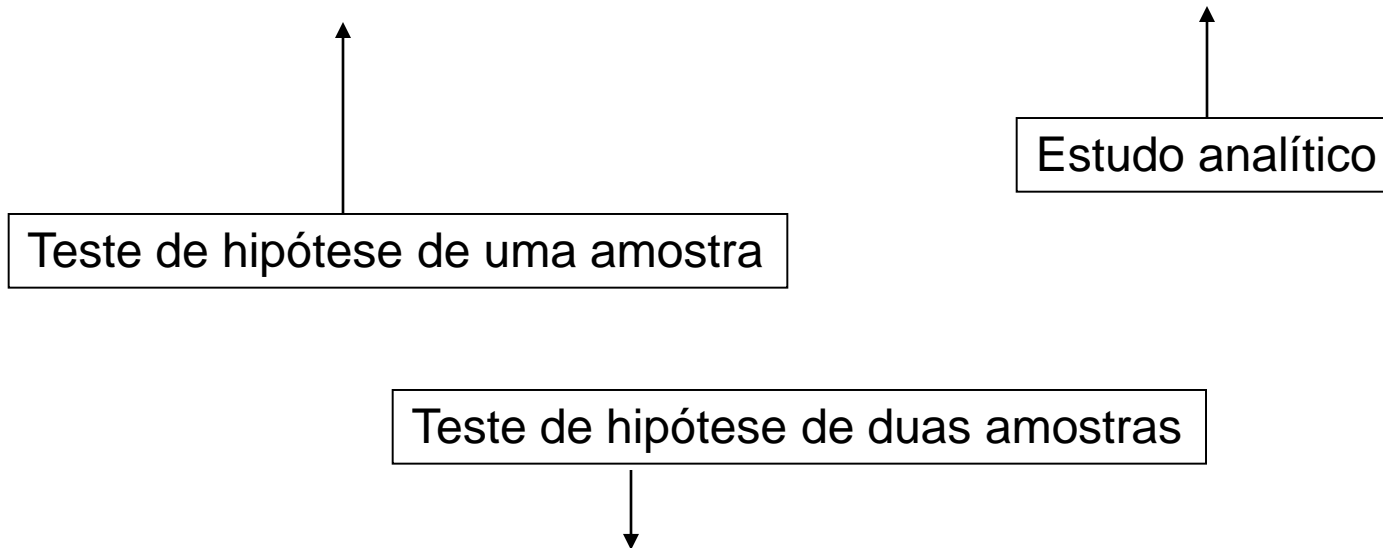 Estudo analítico
Teste de hipótese de uma amostra
Teste de hipótese de duas amostras